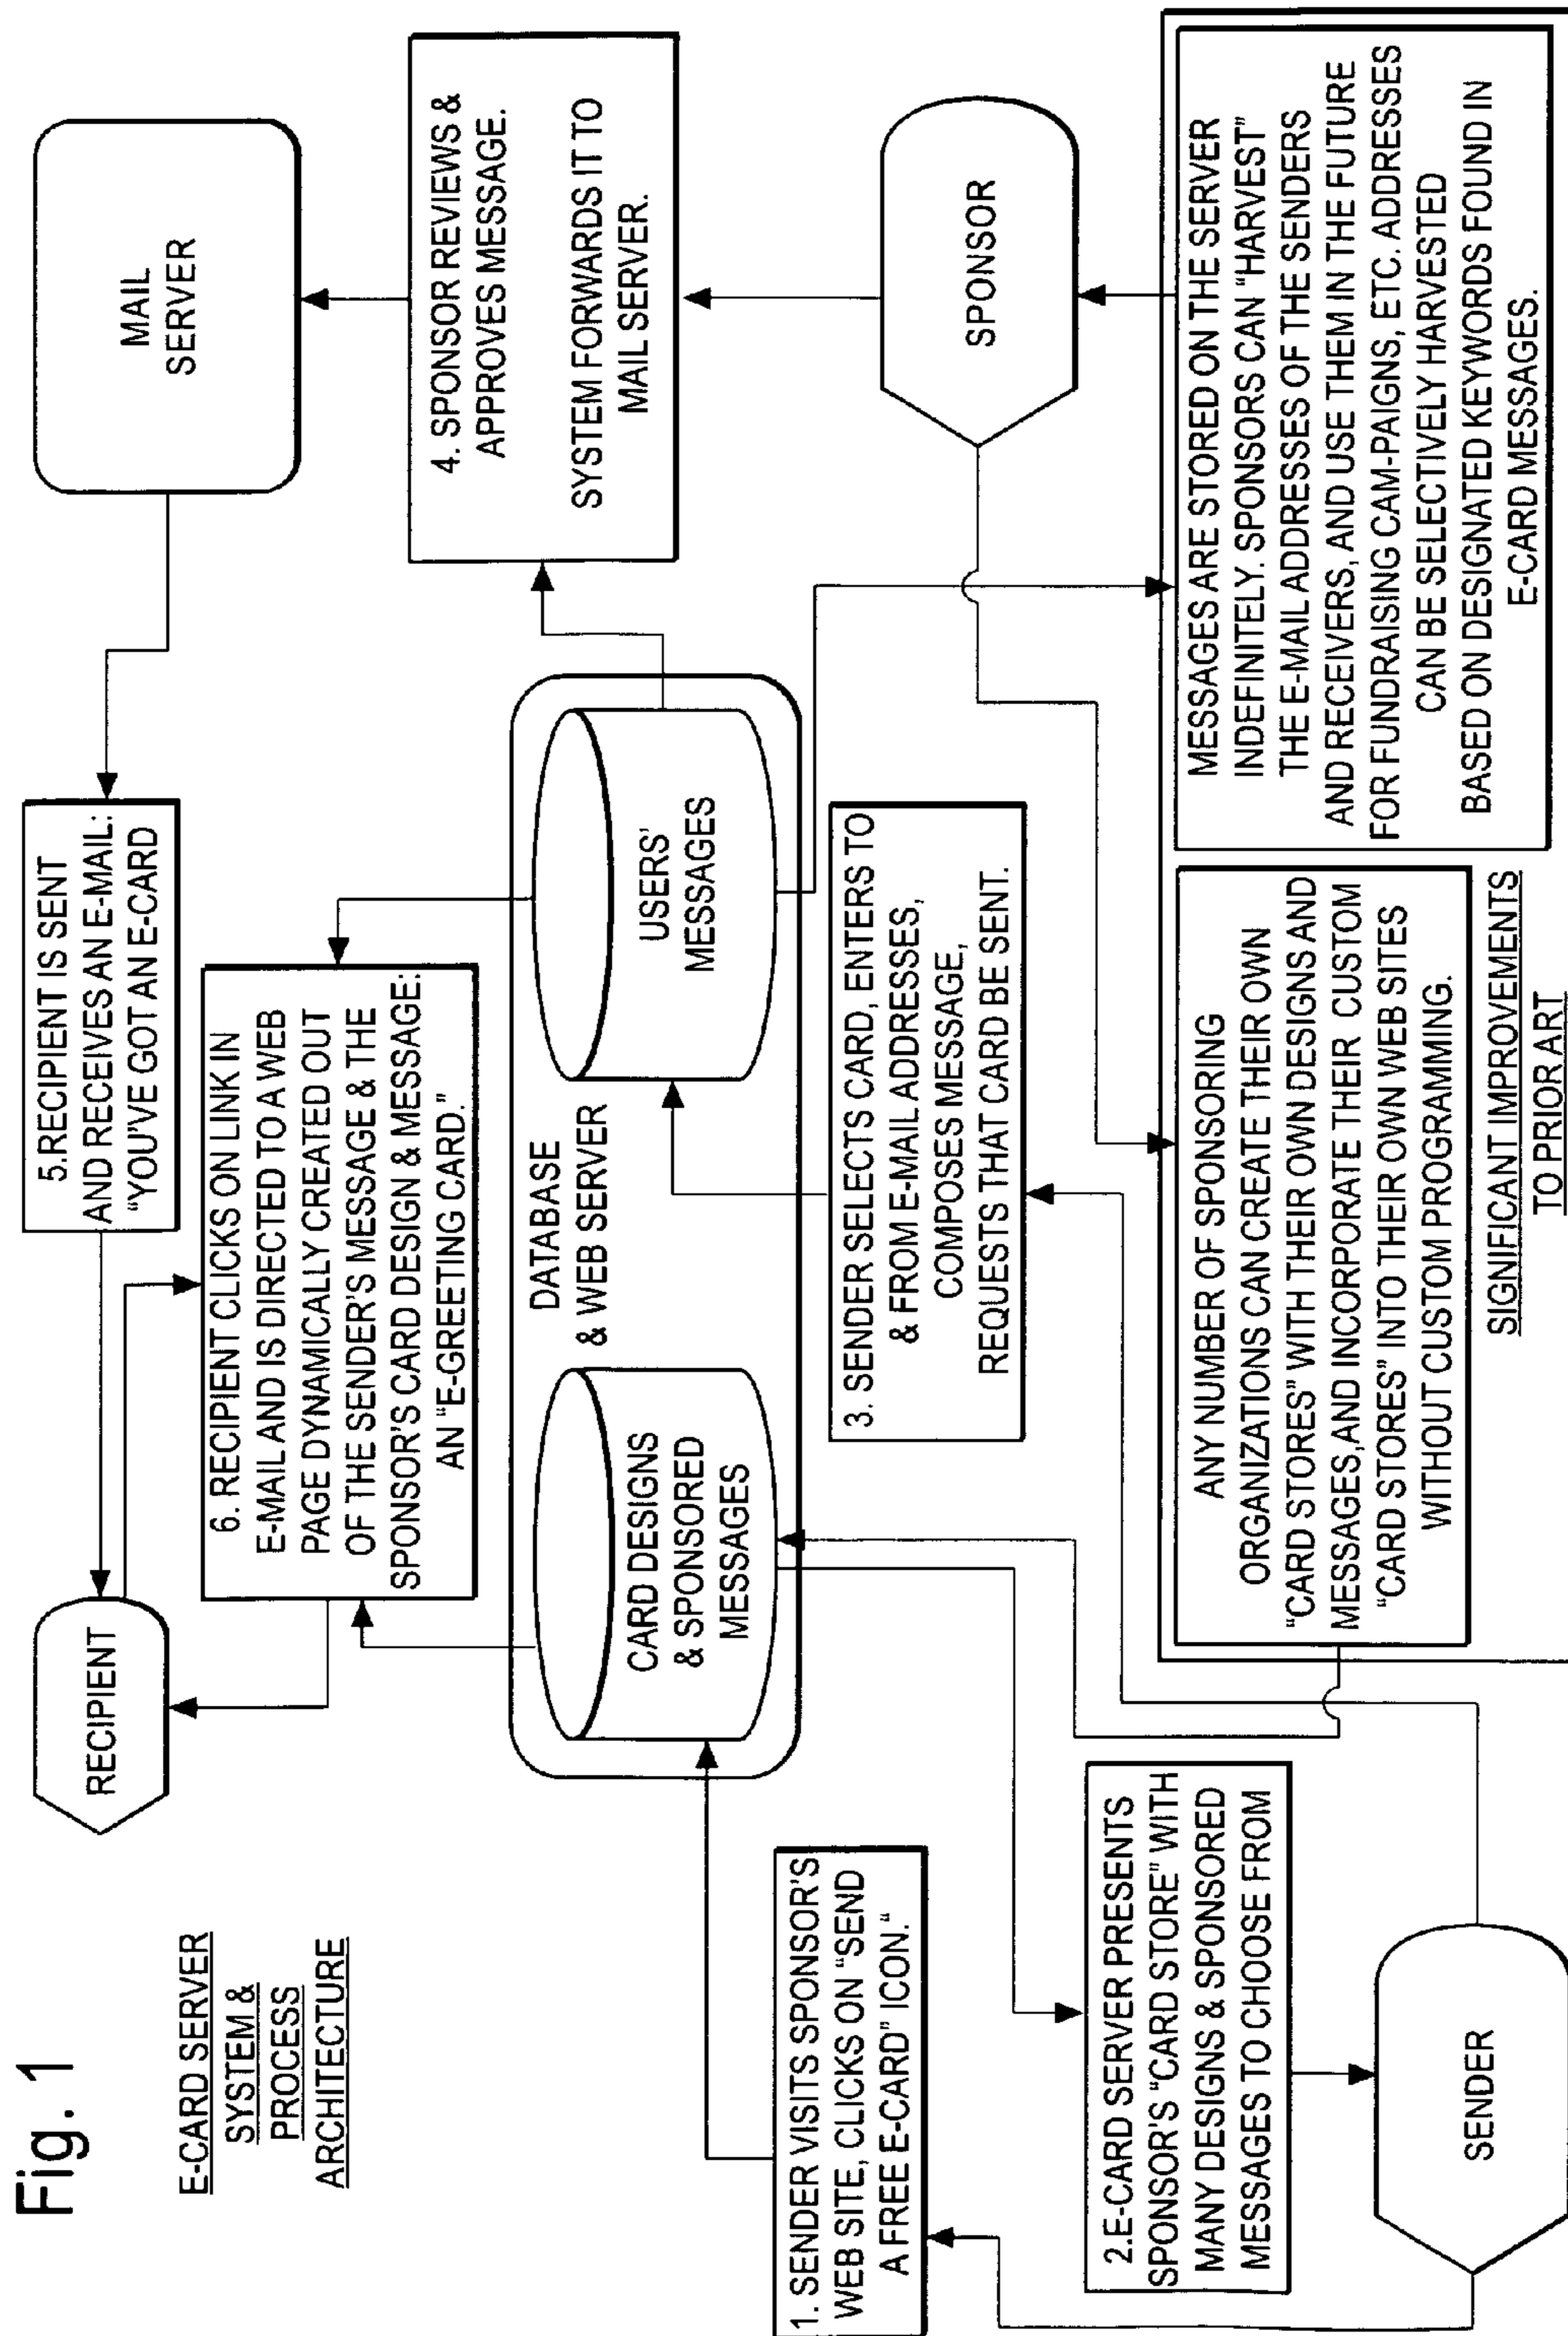 Fig. 1
E-CARD SERVER
SYSTEM &
PROCESS
ARCHITECTURE
RECIPIENT
5.RECIPIENT IS SENT
AND RECEIVES AN E-MAIL:
"YOU'VE GOT AN E-CARD
MAIL
SERVER
6. RECIPIENT CLICKS ON LINK IN
E-MAIL AND IS DIRECTED TO A WEB
PAGE DYNAMICALLY CREATED OUT
OF THE SENDER'S MESSAGE & THE
SPONSOR'S CARD DESIGN & MESSAGE:
AN "E-GREETING CARD."
4. SPONSOR REVIEWS &
APPROVES MESSAGE.
SYSTEM FORWARDS IT TO
MAIL SERVER.
DATABASE
& WEB SERVER
CARD DESIGNS
& SPONSORED
MESSAGES
USERS'
MESSAGES
1. SENDER VISITS SPONSOR'S
WEB SITE, CLICKS ON "SEND
A FREE E-CARD" ICON."
3. SENDER SELECTS CARD, ENTERS TO
& FROM E-MAIL ADDRESSES,
COMPOSES MESSAGE,
REQUESTS THAT CARD BE SENT.
SPONSOR
2.E-CARD SERVER PRESENTS
SPONSOR'S "CARD STORE" WITH
MANY DESIGNS & SPONSORED
MESSAGES TO CHOOSE FROM
SENDER
ANY NUMBER OF SPONSORING
ORGANIZATIONS CAN CREATE THEIR OWN
"CARD STORES" WITH THEIR OWN DESIGNS AND
MESSAGES,AND INCORPORATE THEIR CUSTOM
"CARD STORES" INTO THEIR OWN WEB SITES
WITHOUT CUSTOM PROGRAMMING.
MESSAGES ARE STORED ON THE SERVER
INDEFINITELY. SPONSORS CAN "HARVEST"
THE E-MAIL ADDRESSES OF THE SENDERS
AND RECEIVERS, AND USE THEM IN THE FUTURE
FOR FUNDRAISING CAM-PAIGNS, ETC. ADDRESSES
CAN BE SELECTIVELY HARVESTED
BASED ON DESIGNATED KEYWORDS FOUND IN
E-CARD MESSAGES.
SIGNIFICANT IMPROVEMENTS
TO PRIOR ART